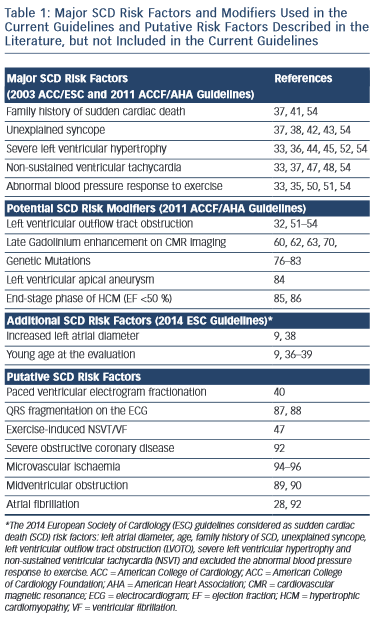 Table 1: Major SCD Risk Factors and Modifiers Used in the
Current Guidelines and Putative Risk Factors Described in the
Literature, but not Included in the Current Guidelines
Major SCD Risk Factors References
(2003 ACC/ESC and 2011 ACCF/AHA Guidelines)
Family history of sudden cardiac death 37, 41, 54
Unexplained syncope 37, 38, 42, 43, 54
Severe left ventricular hypertrophy 33, 36, 44, 45, 52, 54
Non-sustained ventricular tachycardia 33, 37, 47, 48, 54
Abnormal blood pressure response to exercise 33, 35, 50, 51, 54
Potential SCD Risk Modifiers (2011 ACCF/AHA Guidelines)
Left ventricular outflow tract obstruction 32, 51–54
Late Gadolinium enhancement on CMR imaging 60, 62, 63, 70,
Genetic Mutations 76–83
Left ventricular apical aneurysm 84
End-stage phase of HCM (EF <50 %) 85, 86
Additional SCD Risk Factors (2014 ESC Guidelines)*
Increased left atrial diameter 9, 38
Young age at the evaluation 9, 36–39
Putative SCD Risk Factors
Paced ventricular electrogram fractionation 40
QRS fragmentation on the ECG 87, 88
Exercise-induced NSVT/VF 47
Severe obstructive coronary disease 92
Microvascular ischaemia 94–96
Midventricular obstruction 89, 90
Atrial fibrillation 28, 92
*The 2014 European Society of Cardiology (ESC) guidelines considered as sudden cardiac
death (SCD) risk factors: left atrial diameter, age, family history of SCD, unexplained syncope,
left ventricular outflow tract obstruction (LVOTO), severe left ventricular hypertrophy and
non-sustained ventricular tachycardia (NSVT) and excluded the abnormal blood pressure
response to exercise. ACC = American College of Cardiology; ACC = American College
of Cardiology Foundation; AHA = American Heart Association; CMR = cardiovascular
magnetic resonance; ECG = electrocardiogram; EF = ejection fraction; HCM = hypertrophic
cardiomyopathy; VF = ventricular fibrillation.